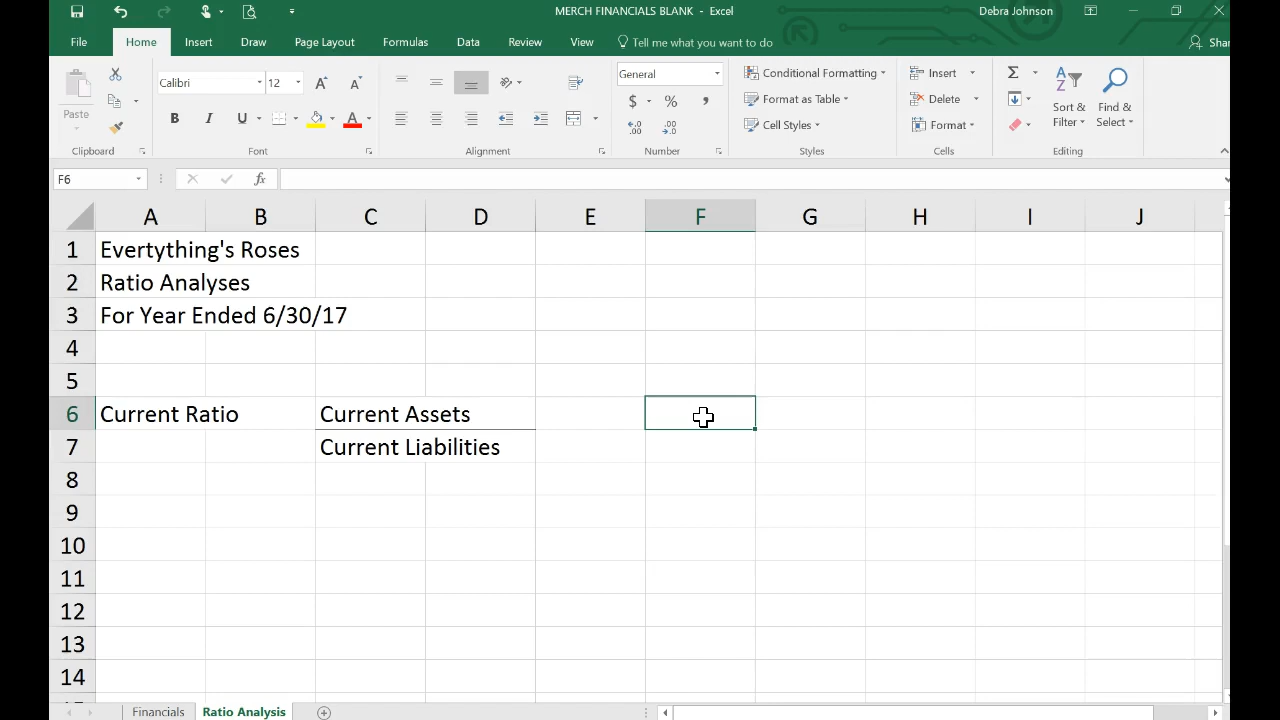 MERCH FINANCIALS BLANK - Excel
Debra Johnson
File Home Insert Draw Page Layout Formulas Data Review View Tell me what you want to do Shar
Paste
Calibri 12
General
Conditional Formatting
Format as Table
Cell Styles
Insert
Delete
Format
Sort & Filter
Find & Select
Clipboard Font Alignment Number Styles Cells Editing
F6 fx
A B C D E F G H I J
1 Evertything's Roses
2 Ratio Analyses
3 For Year Ended 6/30/17
4
5
6 Current Ratio Current Assets
7 Current Liabilities
8
9
10
11
12
13
14
Financials Ratio Analysis